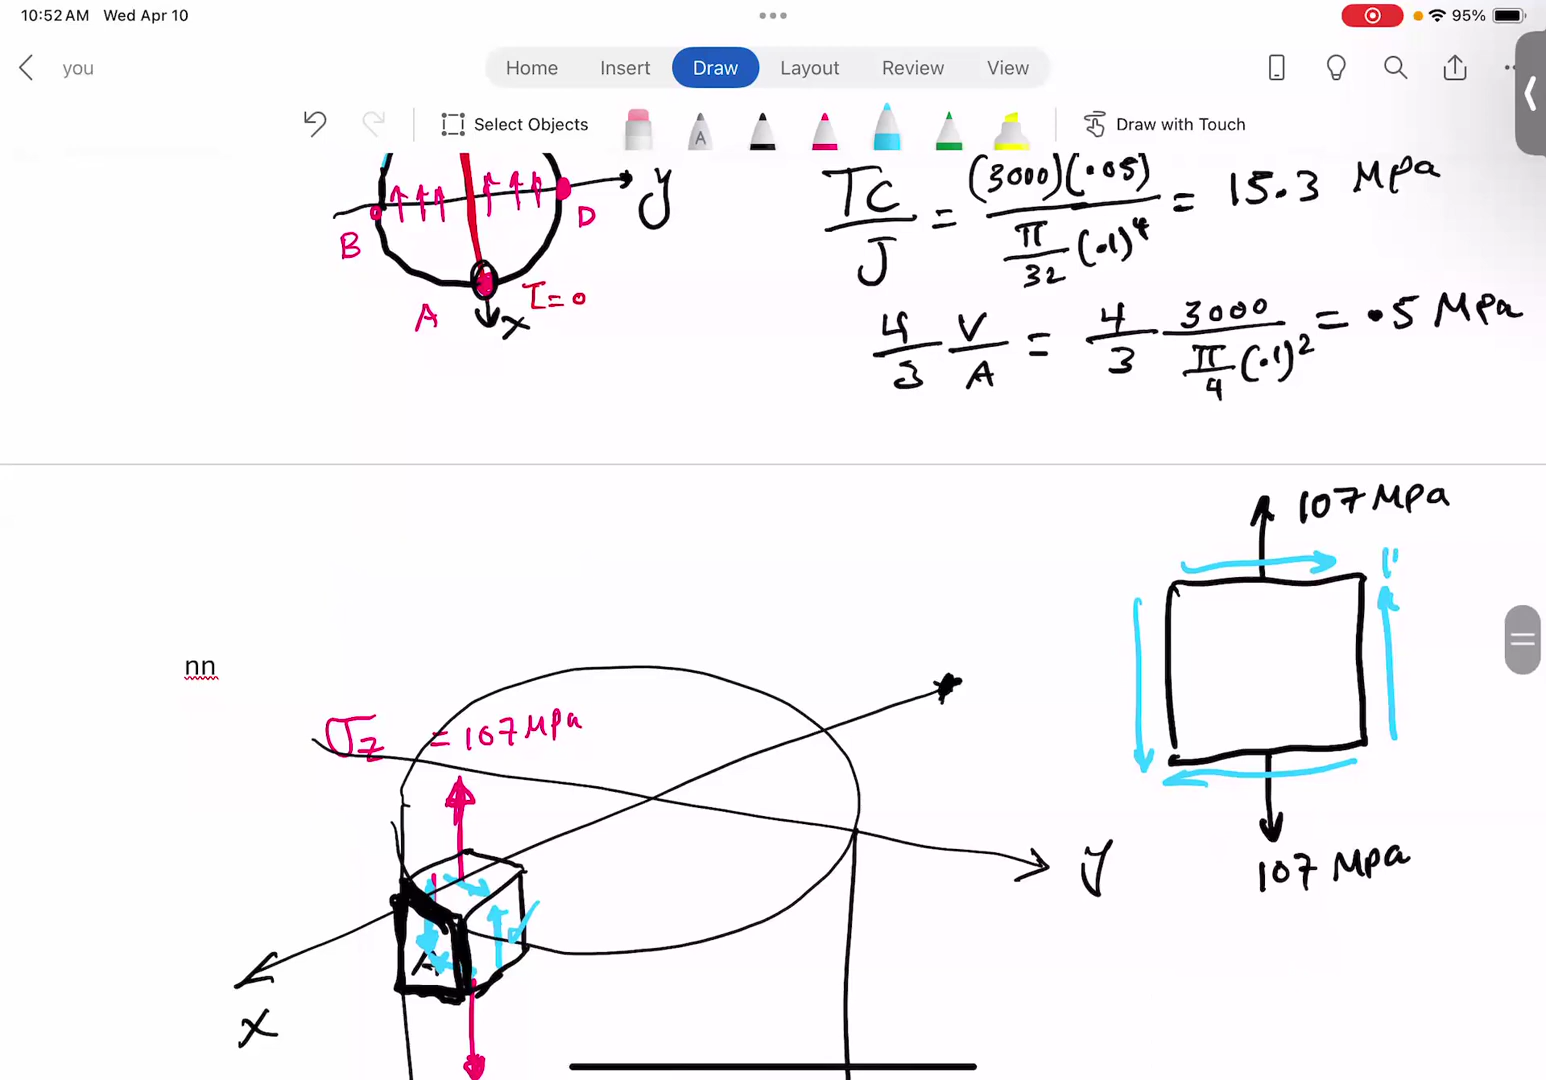 10:52 AM Wed Apr 10
95%
you
Home Insert Draw Layout Review View
Select Objects
A
Draw with Touch
y
B
D
A
τ = 0
x
Tc/J = (3000)(.05) / (π/32 (.1)^4) = 15.3 MPa
4/3 V/A = 4/3 3000 / (π/4 (.1)^2) = .5 MPa
107 MPa
nn
σz = 107 MPa
y
107 MPa
A
x